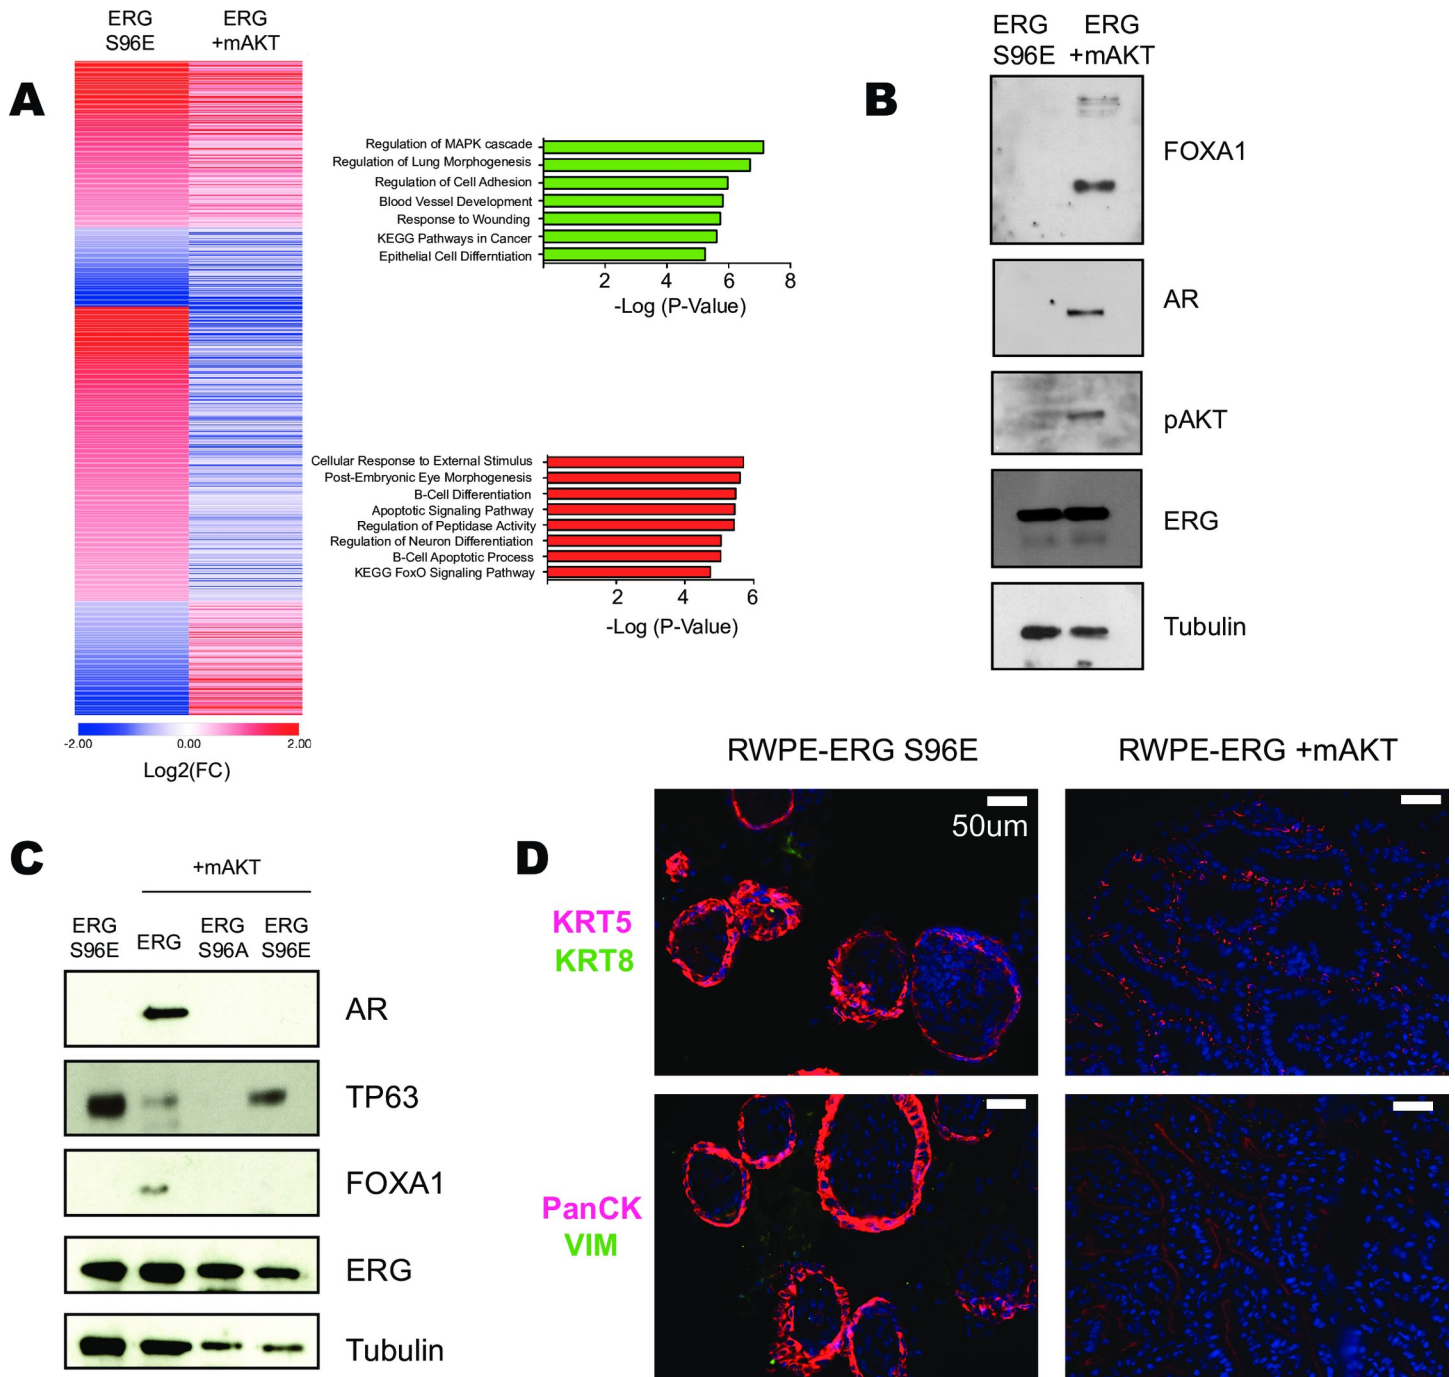 A
ERG
S96E
ERG
+mAKT
-2.00
0.00
2.00
Log2(FC)
Regulation of MAPK cascade
Regulation of Lung Morphogenesis
Regulation of Cell Adhesion
Blood Vessel Development
Response to Wounding
KEGG Pathways in Cancer
Epithelial Cell Differntiation
2 4 6 8
-Log (P-Value)
Cellular Response to External Stimulus
Post-Embryonic Eye Morphogenesis
B-Cell Differentiation
Apoptotic Signaling Pathway
Regulation of Peptidase Activity
Regulation of Neuron Differentiation
B-Cell Apoptotic Process
KEGG FoxO Signaling Pathway
2 4 6
-Log (P-Value)
B
ERG
S96E
ERG
+mAKT
FOXA1
AR
pAKT
ERG
Tubulin
C
+mAKT
ERG
S96E
ERG
ERG
S96A
ERG
S96E
AR
TP63
FOXA1
ERG
Tubulin
D
RWPE-ERG S96E
RWPE-ERG +mAKT
50um
KRT5
KRT8
PanCK
VIM